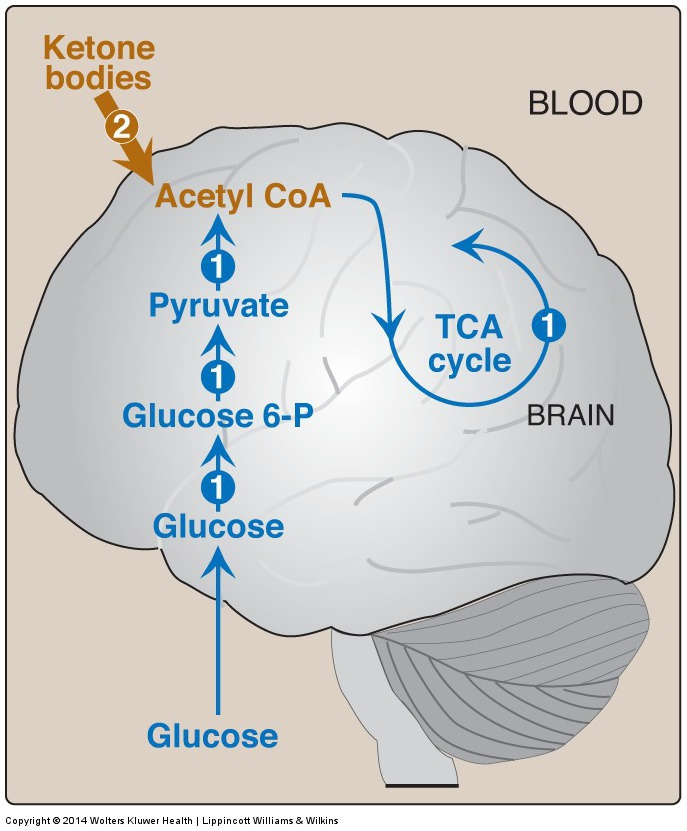 Ketone
bodies
BLOOD
2
Acetyl CoA
1
Pyruvate
TCA
cycle
1
1
Glucose 6-P
BRAIN
1
Glucose
Glucose
Copyright © 2014 Wolters Kluwer Health | Lippincott Williams & Wilkins